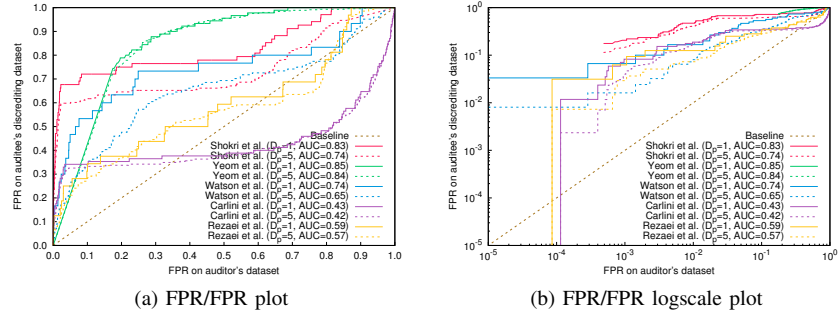 1.0
0.9
0.8
0.7
0.6
0.5
0.4
0.3
0.2
0.1
0.0
0.0 0.1 0.2 0.3 0.4 0.5 0.6 0.7 0.8 0.9 1.0
FPR on auditee's discrediting dataset
FPR on auditor's dataset
Baseline
Shokri et al. (Dp=1, AUC=0.83)
Shokri et al. (Dp=5, AUC=0.74)
Yeom et al. (Dp=1, AUC=0.85)
Yeom et al. (Dp=5, AUC=0.84)
Watson et al. (Dp=1, AUC=0.74)
Watson et al. (Dp=5, AUC=0.65)
Carlini et al. (Dp=1, AUC=0.43)
Carlini et al. (Dp=5, AUC=0.42)
Rezaei et al. (Dp=1, AUC=0.59)
Rezaei et al. (Dp=5, AUC=0.57)
(a) FPR/FPR plot
10^0
10^-1
10^-2
10^-3
10^-4
10^-5
10^-5 10^-4 10^-3 10^-2 10^-1 10^0
FPR on auditee's discrediting dataset
FPR on auditor's dataset
Baseline
Shokri et al. (Dp=1, AUC=0.83)
Shokri et al. (Dp=5, AUC=0.74)
Yeom et al. (Dp=1, AUC=0.85)
Yeom et al. (Dp=5, AUC=0.84)
Watson et al. (Dp=1, AUC=0.74)
Watson et al. (Dp=5, AUC=0.65)
Carlini et al. (Dp=1, AUC=0.43)
Carlini et al. (Dp=5, AUC=0.42)
Rezaei et al. (Dp=1, AUC=0.59)
Rezaei et al. (Dp=5, AUC=0.57)
(b) FPR/FPR logscale plot